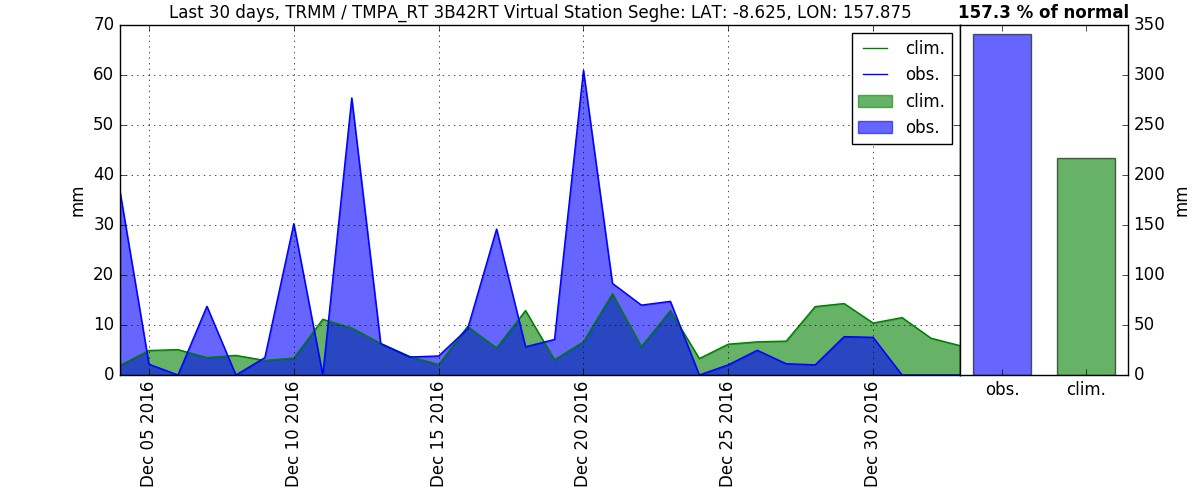 Last 30 days, TRMM / TMPA_RT 3B42RT Virtual Station Seghe: LAT: -8.625, LON: 157.875
157.3 % of normal
70
60
50
40
30
20
10
0
mm
clim.
obs.
clim.
obs.
350
300
250
200
150
100
50
0
mm
obs.
clim.
Dec 05 2016
Dec 10 2016
Dec 15 2016
Dec 20 2016
Dec 25 2016
Dec 30 2016